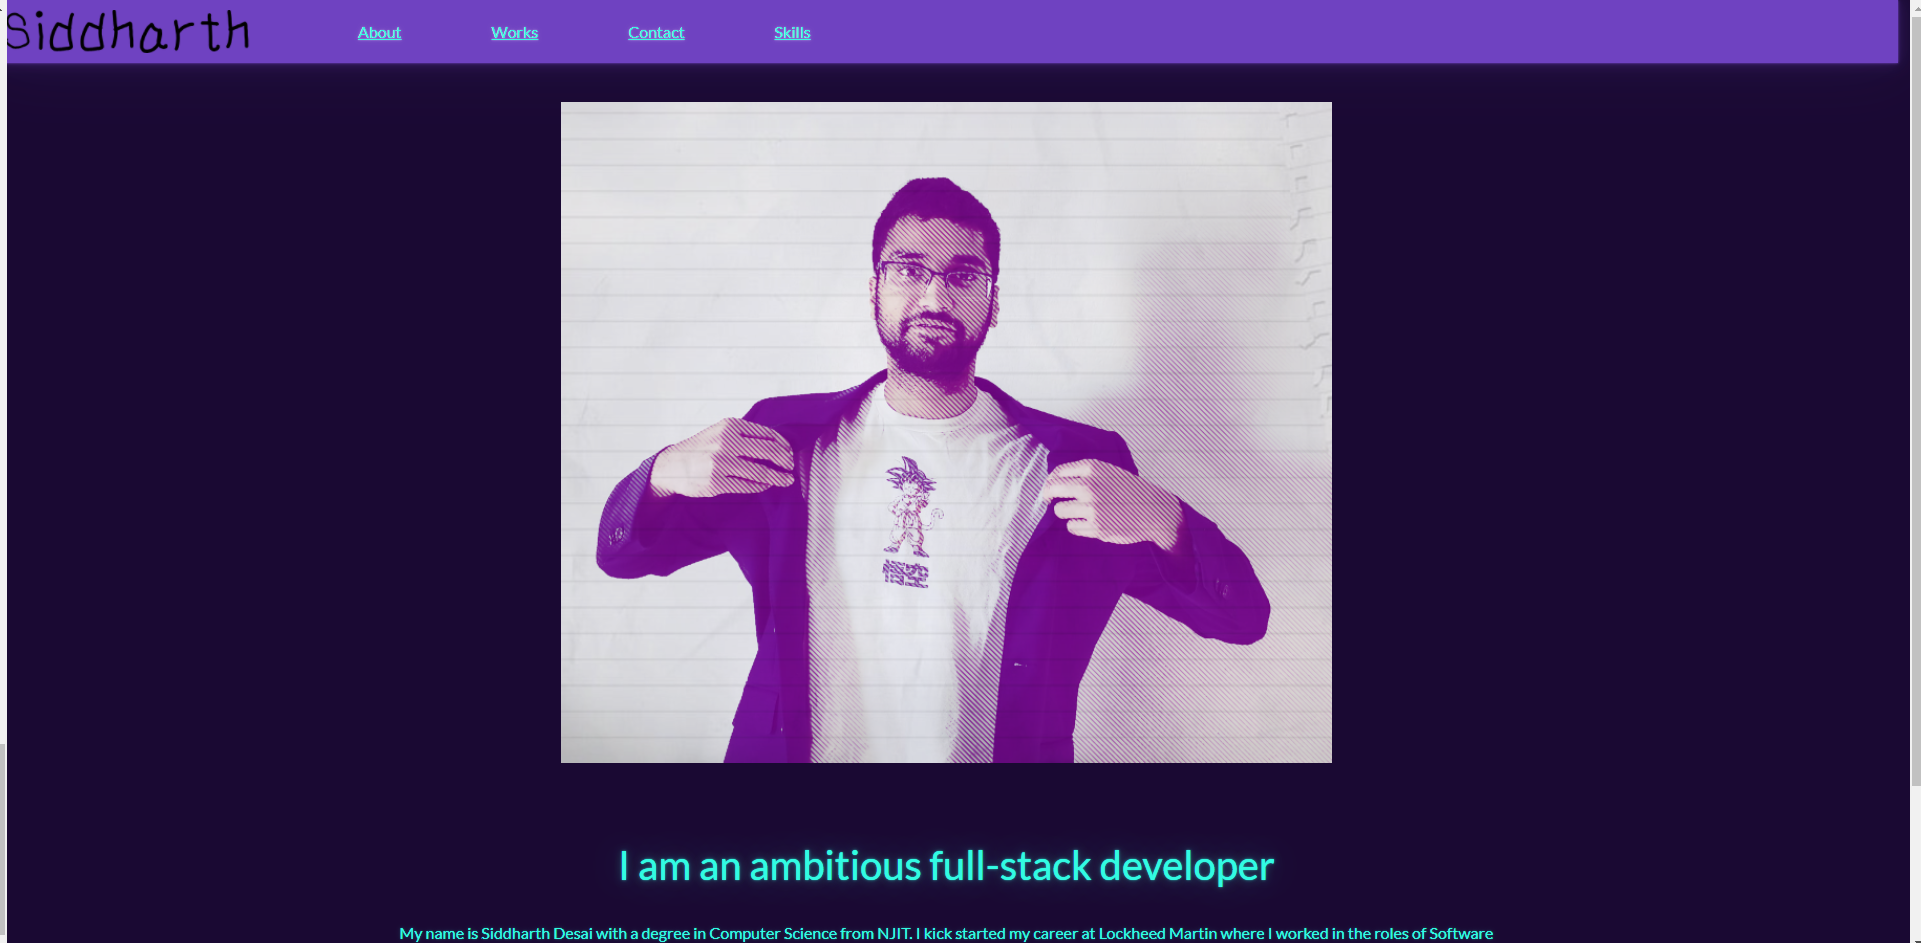 Siddharth
About Works Contact Skills
悟空
I am an ambitious full-stack developer
My name is Siddharth Desai with a degree in Computer Science from NJIT. I kick started my career at Lockheed Martin where I worked in the roles of Software